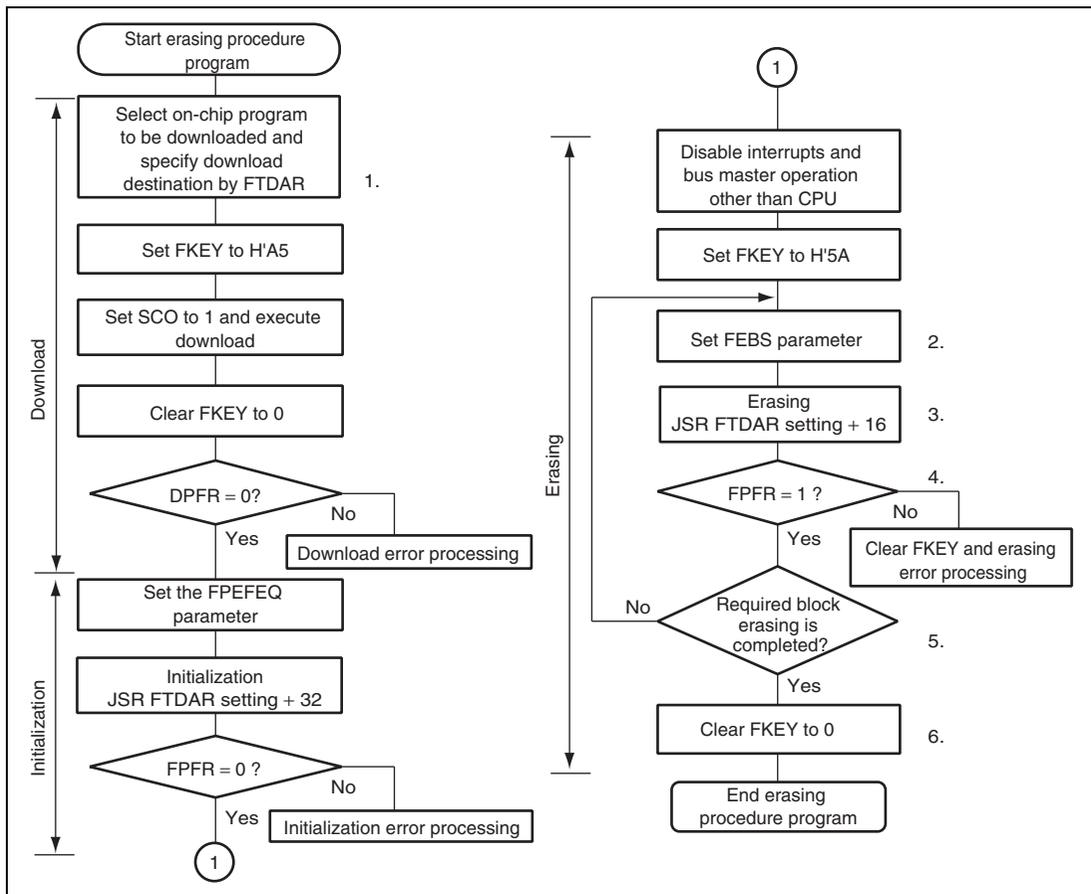 Start erasing procedure
program
Select on-chip program
to be downloaded and
specify download
destination by FTDAR
1.
Set FKEY to H'A5
Set SCO to 1 and execute
download
Clear FKEY to 0
DPFR = 0?
No
Yes
Download error processing
Download
Set the FPEFEQ
parameter
Initialization
JSR FTDAR setting + 32
FPFR = 0 ?
No
Yes
Initialization error processing
Initialization
1
1
Disable interrupts and
bus master operation
other than CPU
Set FKEY to H'5A
Set FEBS parameter
2.
Erasing
JSR FTDAR setting + 16
3.
4.
FPFR = 1 ?
No
Yes
Clear FKEY and erasing
error processing
Erasing
No
Required block
erasing is
completed?
5.
Yes
Clear FKEY to 0
6.
End erasing
procedure program